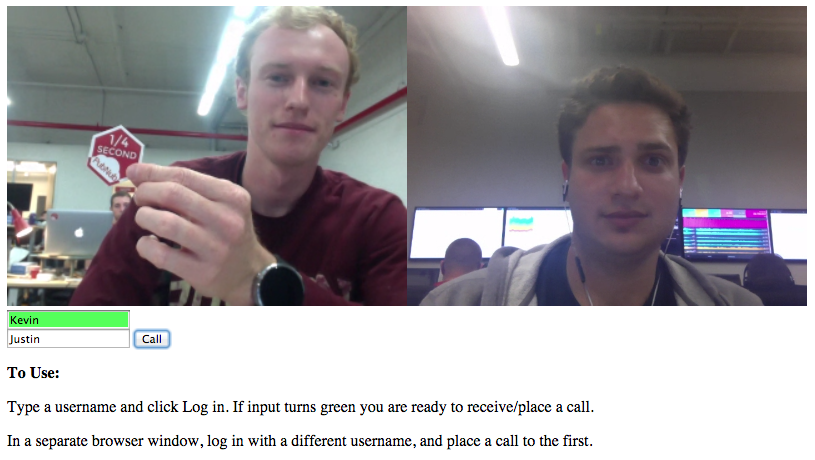 1/4
SECOND
Kevin
Justin Call
To Use:
Type a username and click Log in. If input turns green you are ready to receive/place a call.
In a separate browser window, log in with a different username, and place a call to the first.